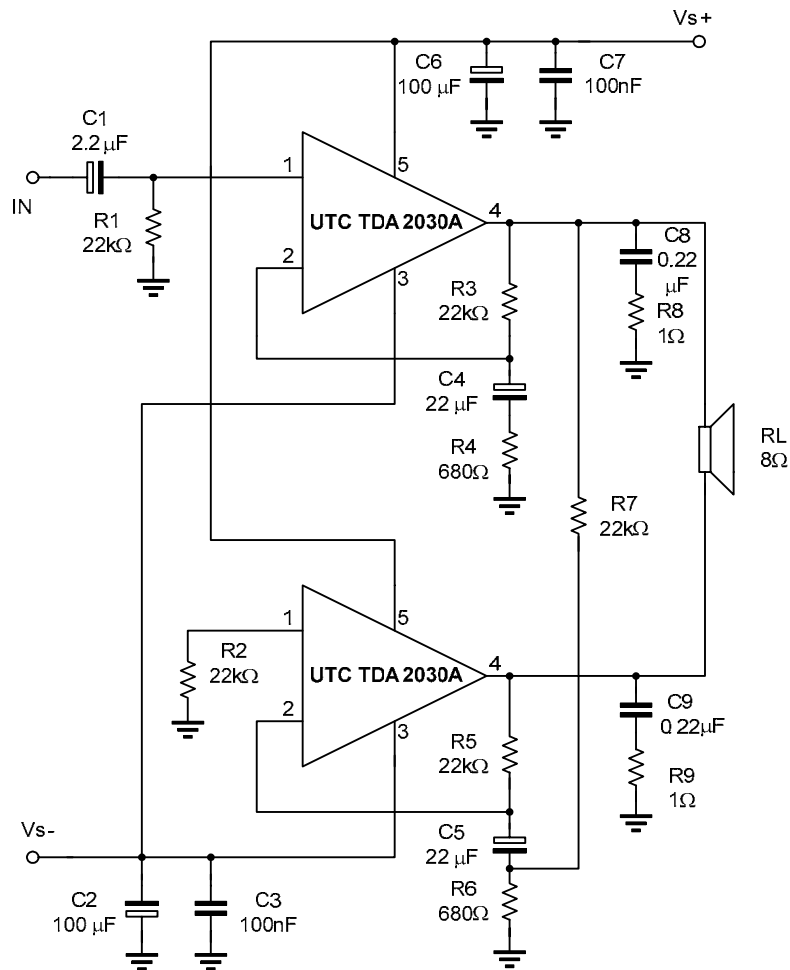 Vs+
C6
100 µF
C7
100nF
C1
2.2 µF
IN
R1
22kΩ
1
5
UTC TDA 2030A
4
2
3
R3
22kΩ
C8
0.22
µF
R8
1Ω
C4
22 µF
R4
680Ω
RL
8Ω
R7
22kΩ
1
5
R2
22kΩ
UTC TDA 2030A
4
2
3
R5
22kΩ
C9
0.22µF
R9
1Ω
Vs-
C5
22 µF
R6
680Ω
C2
100 µF
C3
100nF